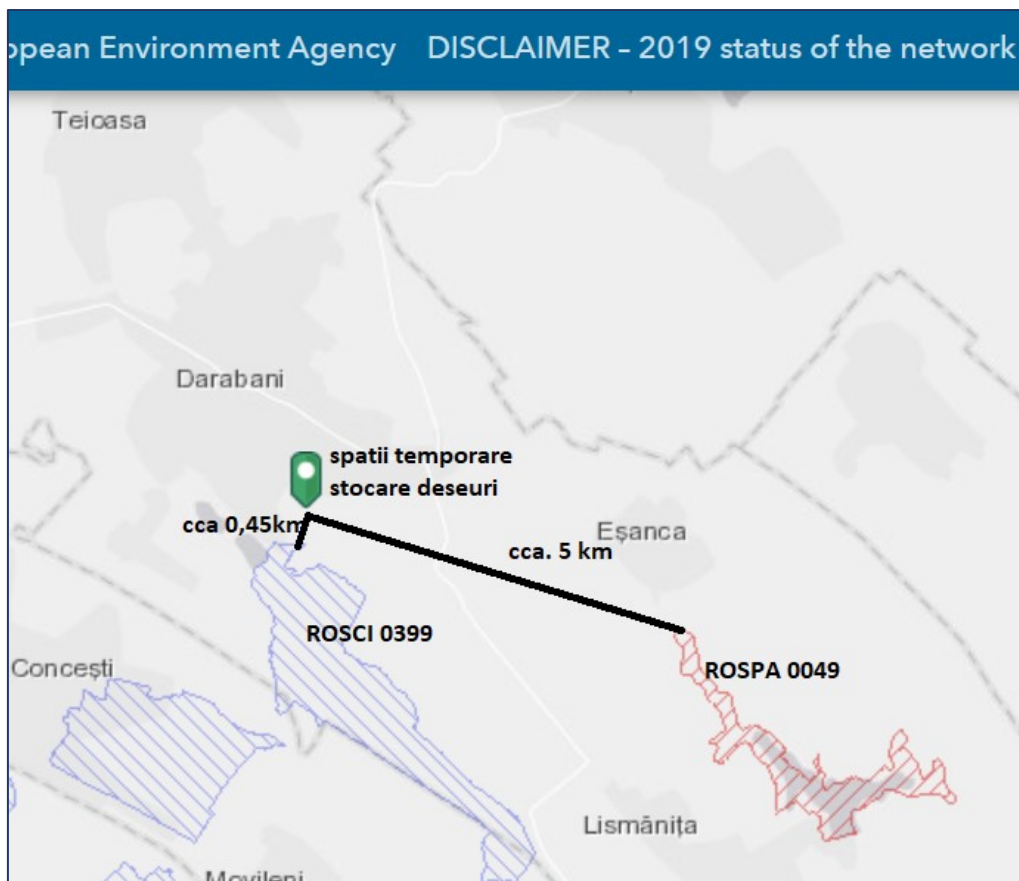 opean Environment Agency DISCLAIMER – 2019 status of the network
Teioasa
Darabani
spatii temporare
stocare deseuri
cca 0,45km
Eșanca
cca. 5 km
ROSCI 0399
Concești
ROSPA 0049
Lismănița
Movileni